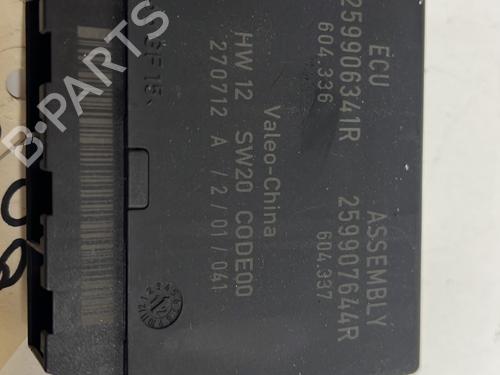 ECU
259906341R
604.336
ASSEMBLY
259907644R
604.337
Valeo-China
HW 12 SW20 CODE00
270712 A /2/01/041
B-Parts